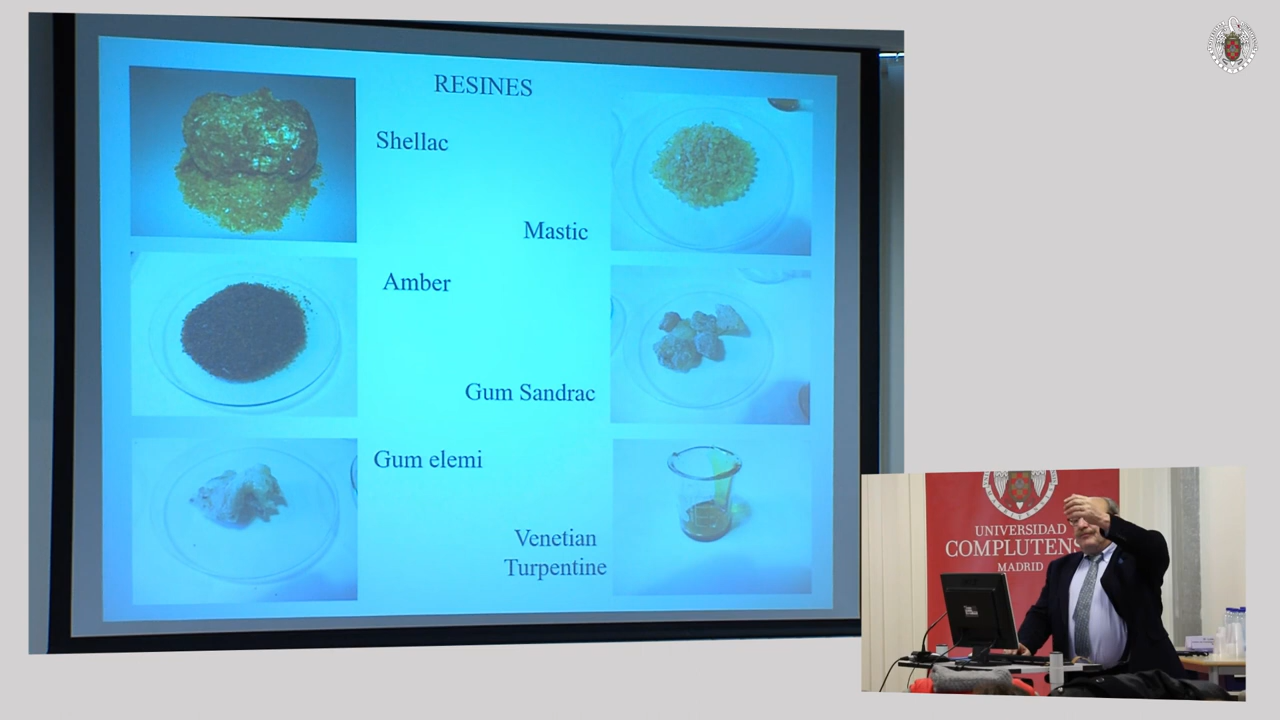 RESINES
Shellac
Mastic
Amber
Gum Sandrac
Gum elemi
Venetian
Turpentine
UNIVERSIDAD
COMPLUTENS
MADRID